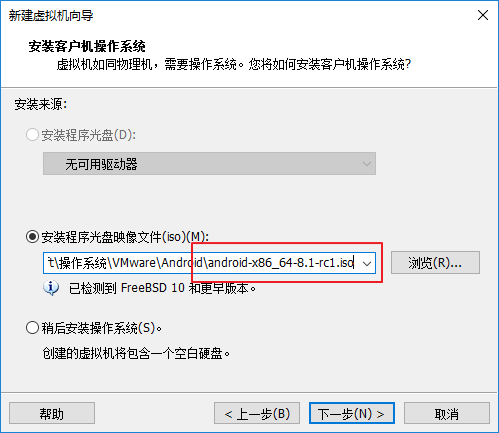 新建虚拟机向导
安装客户机操作系统
虚拟机如同物理机，需要操作系统。您将如何安装客户机操作系统?
安装来源:
安装程序光盘(D):
无可用驱动器
安装程序光盘映像文件(iso)(M):
t\操作系统\VMware\Android\android-x86_64-8.1-rc1.iso
浏览(R)...
已检测到 FreeBSD 10 和更早版本。
稍后安装操作系统(S)。
创建的虚拟机将包含一个空白硬盘。
帮助
< 上一步(B)
下一步(N) >
取消